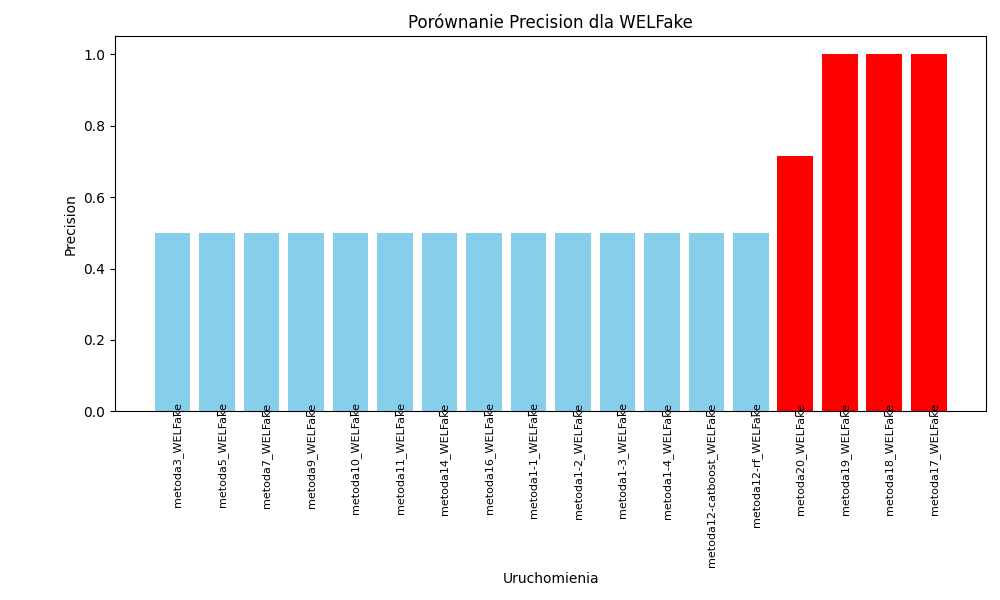 Porównanie Precision dla WELFake
1.0
0.8
0.6
0.4
0.2
0.0
Precision
metoda3_WELFake
metoda5_WELFake
metoda7_WELFake
metoda9_WELFake
metoda10_WELFake
metoda11_WELFake
metoda14_WELFake
metoda16_WELFake
metoda1-1_WELFake
metoda1-2_WELFake
metoda1-3_WELFake
metoda1-4_WELFake
metoda12-catboost_WELFake
metoda12-rf_WELFake
metoda20_WELFake
metoda19_WELFake
metoda18_WELFake
metoda17_WELFake
Uruchomienia